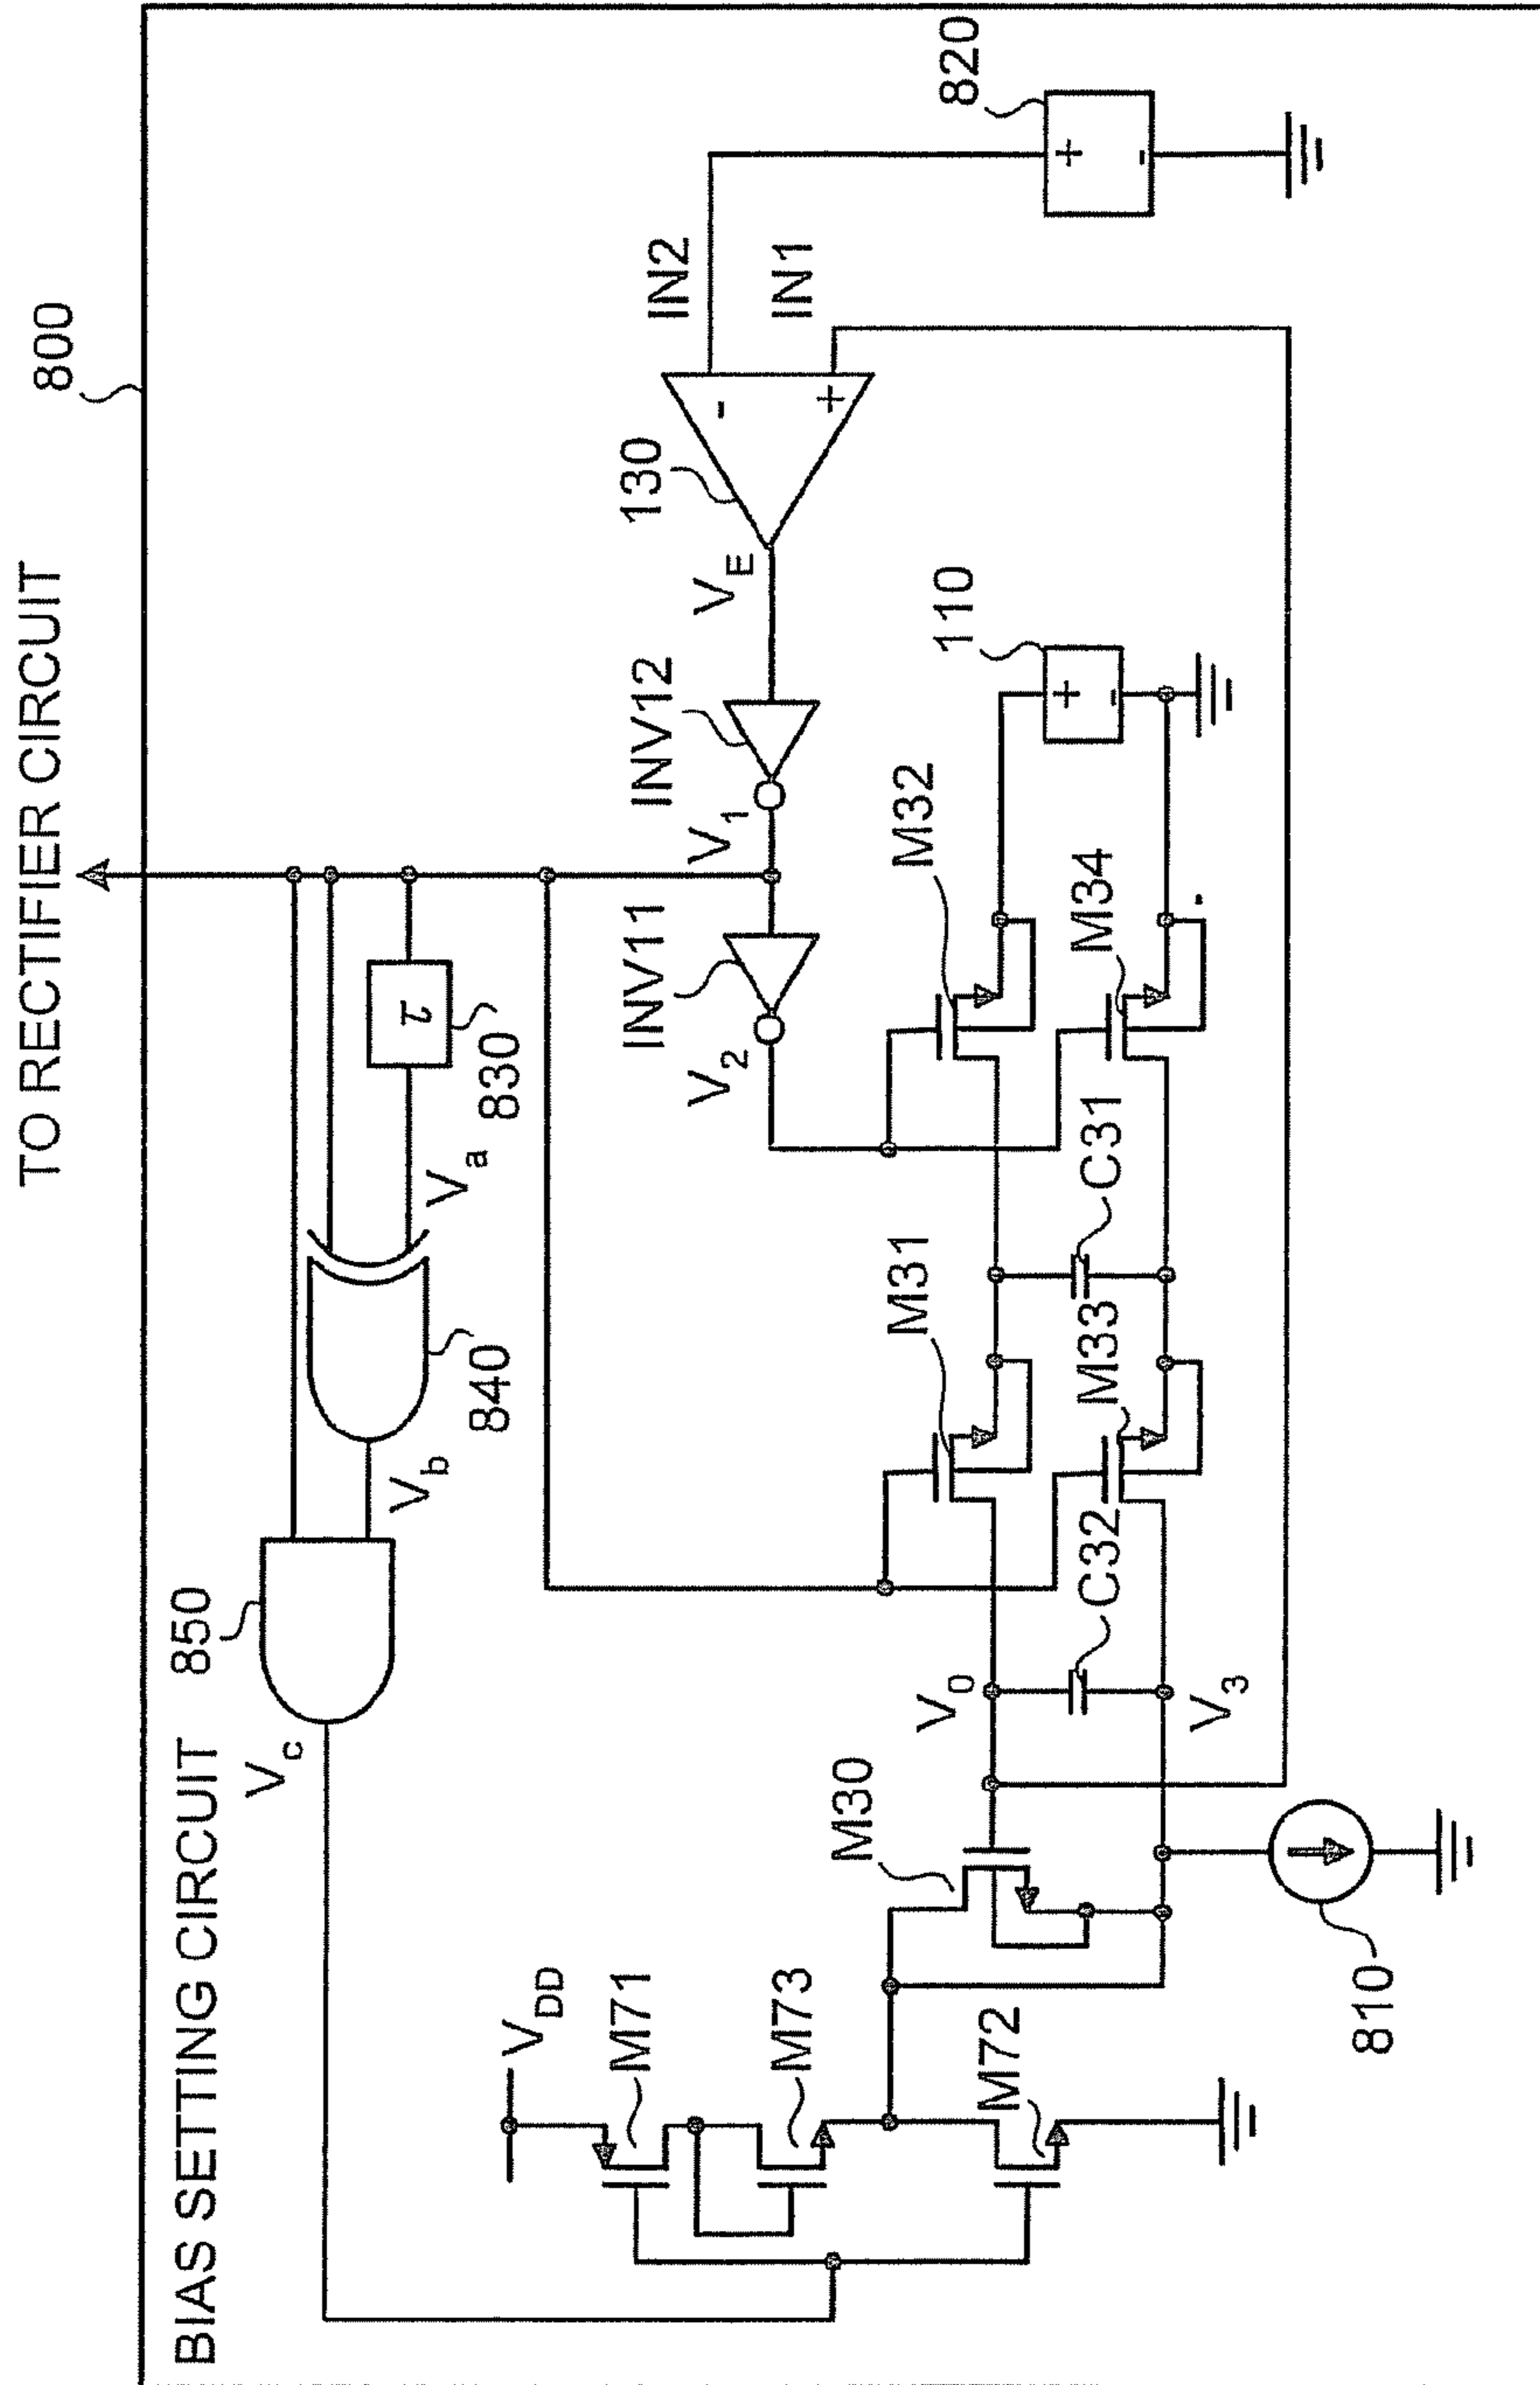 TO RECTIFIER CIRCUIT
800
BIAS SETTING CIRCUIT
850
V_c
V_b
840
V_a
830
τ
V_DD
M71
M73
M72
M30
810
V_0
V_3
C32
M31
M33
C31
V_2
INV11
V_1
INV12
M32
M34
V_E
130
110
+
-
-
+
IN2
IN1
820
+
-